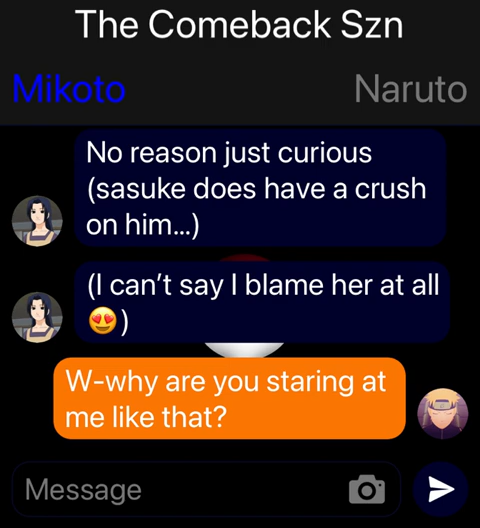 The Comeback Szn
Mikoto
Naruto
No reason just curious
(sasuke does have a crush
on him...)
(I can’t say I blame her at all
😍)
W-why are you staring at
me like that?
Message